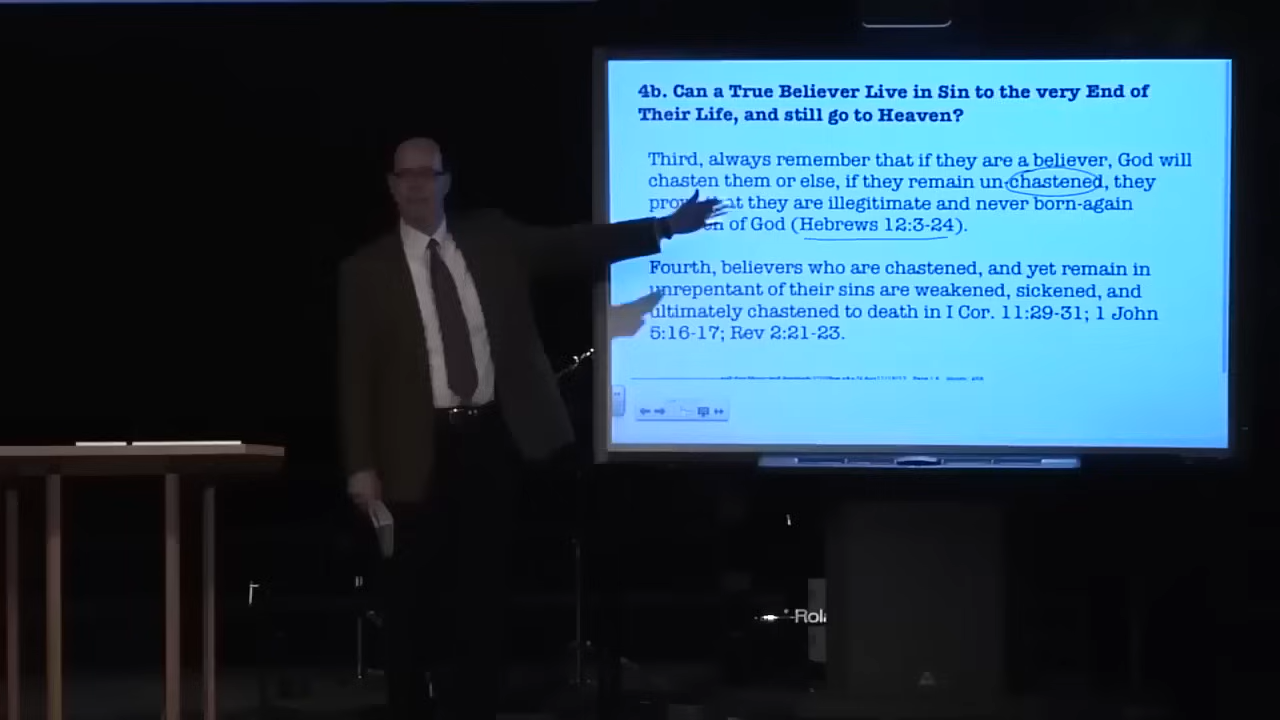 4b. Can a True Believer Live in Sin to the very End of
Their Life, and still go to Heaven?
Third, always remember that if they are a believer, God will
chasten them or else, if they remain un-chastened, they
they are illegitimate and never born-again
of God (Hebrews 12:3-24).
Fourth, believers who are chastened, and yet remain in
unrepentant of their sins are weakened, sickened, and
ultimately chastened to death in I Cor. 11:29-31; 1 John
5:16-17; Rev 2:21-23.